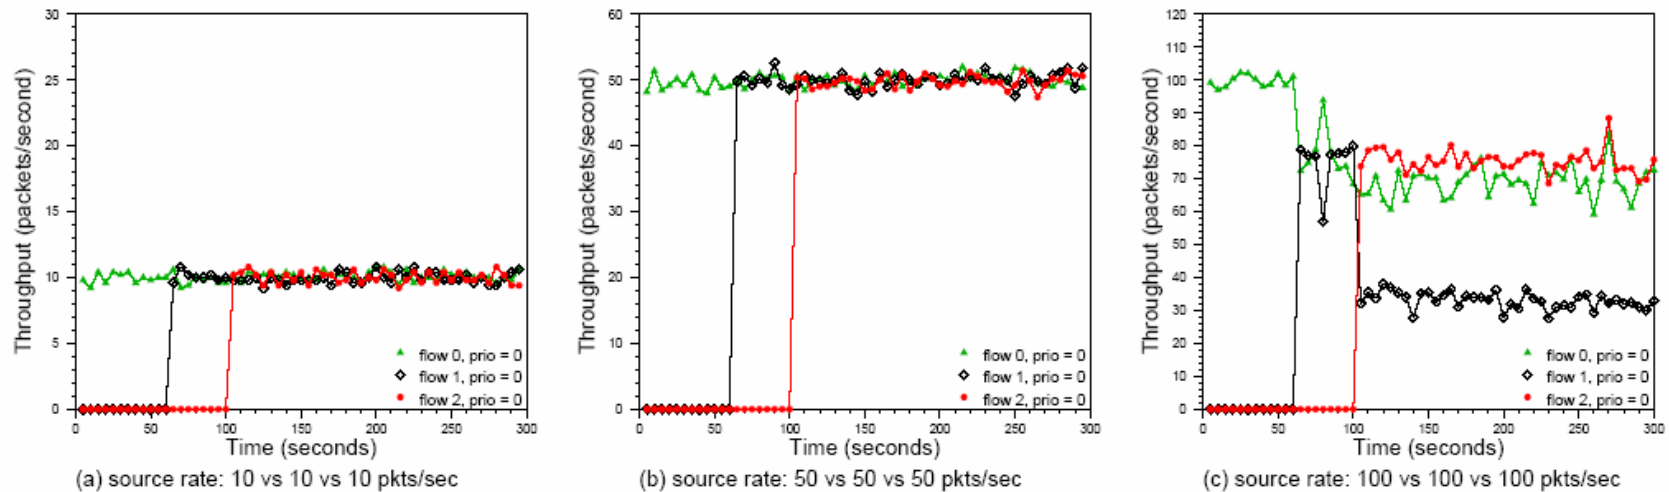 30
25
20
15
10
5
0
0
50
100
150
200
250
300
Throughput (packets/second)
Time (seconds)
flow 0, prio = 0
flow 1, prio = 0
flow 2, prio = 0
(a) source rate: 10 vs 10 vs 10 pkts/sec
60
50
40
30
20
10
0
0
50
100
150
200
250
300
Throughput (packets/second)
Time (seconds)
flow 0, prio = 0
flow 1, prio = 0
flow 2, prio = 0
(b) source rate: 50 vs 50 vs 50 pkts/sec
120
110
100
90
80
70
60
50
40
30
20
10
0
0
50
100
150
200
250
300
Throughput (packets/second)
Time (seconds)
flow 0, prio = 0
flow 1, prio = 0
flow 2, prio = 0
(c) source rate: 100 vs 100 vs 100 pkts/sec